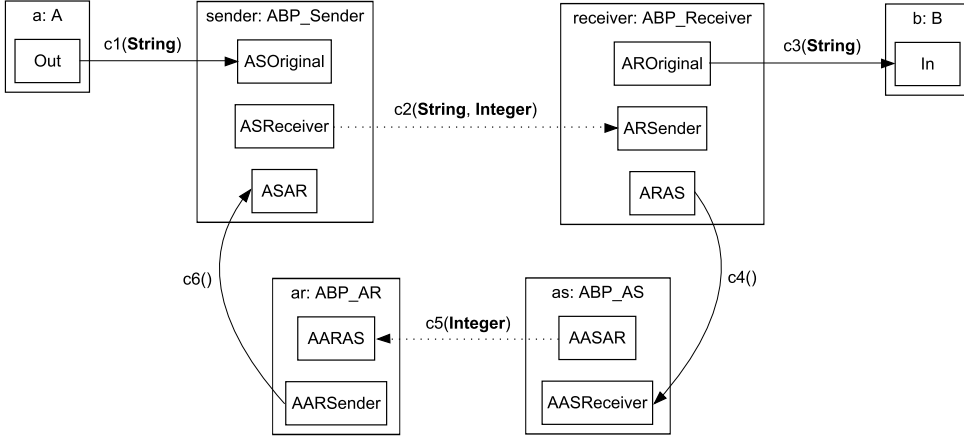 a: A
Out
c1(String)
sender: ABP_Sender
ASOriginal
ASReceiver
ASAR
c2(String, Integer)
receiver: ABP_Receiver
AROriginal
ARSender
ARAS
c3(String)
b: B
In
c6()
c4()
ar: ABP_AR
AARAS
AARSender
c5(Integer)
as: ABP_AS
AASAR
AASReceiver